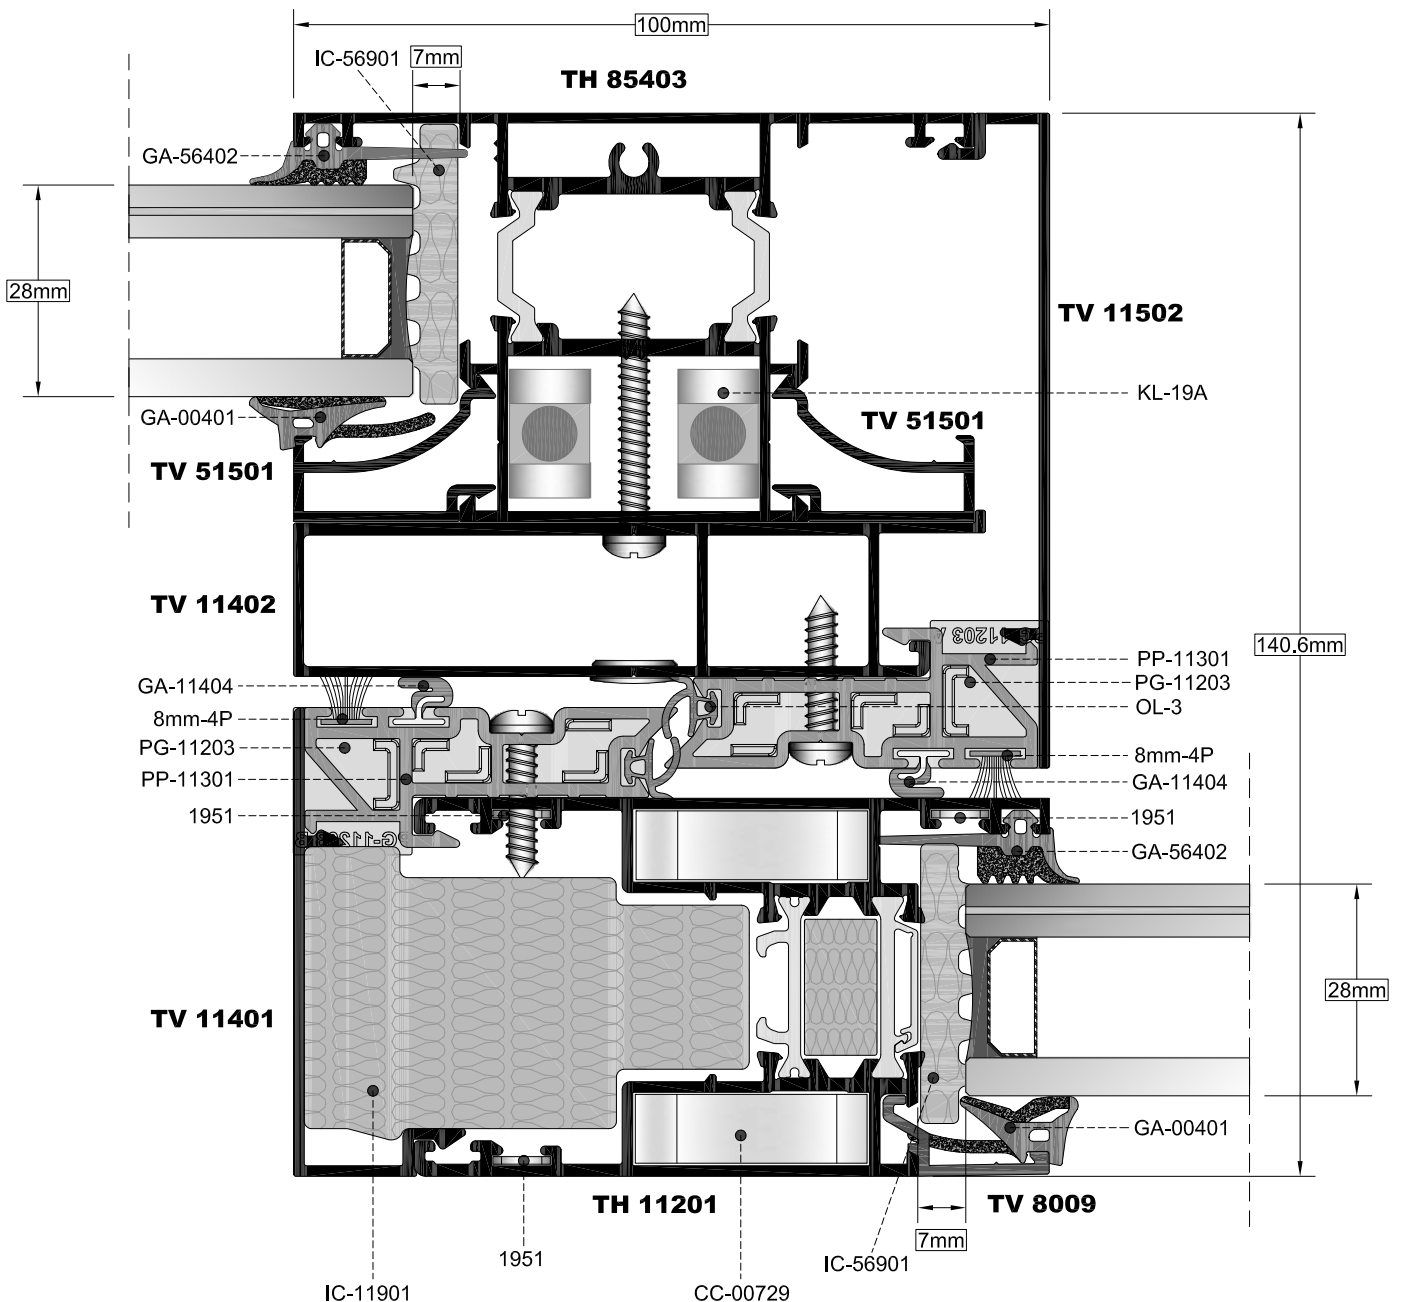 100mm
IC-56901
7mm
TH 85403
GA-56402
28mm
TV 11502
KL-19A
GA-00401
TV 51501
TV 51501
TV 11402
140.6mm
PP-11301
GA-11404
PG-11203
8mm-4P
OL-3
PG-11203
8mm-4P
PP-11301
GA-11404
1951
1951
GA-56402
28mm
TV 11401
GA-00401
TH 11201
TV 8009
7mm
1951
IC-56901
IC-11901
CC-00729